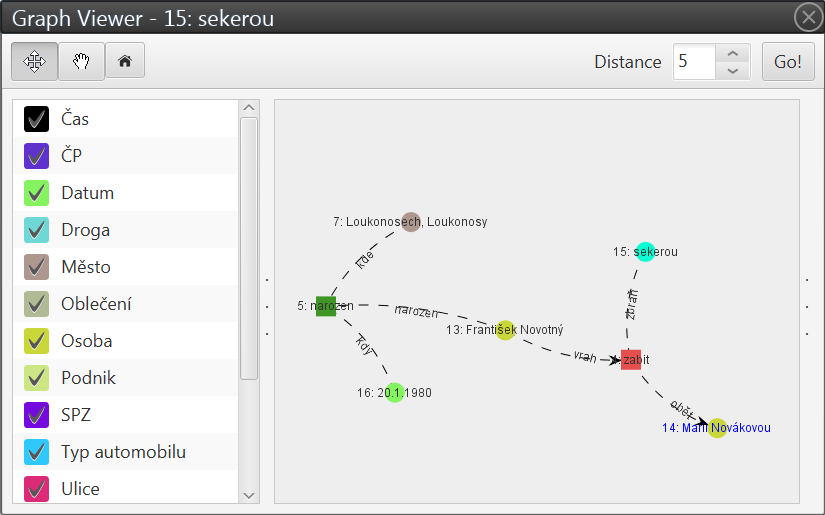 Graph Viewer - 15: sekerou
Distance 5 Go!
Čas
ČP
Datum
Droga
Město
Oblečení
Osoba
Podnik
SPZ
Typ automobilu
Ulice
7: Loukonosech, Loukonosy
kde
15: sekerou
zbraň
5: narozen
narozen
13: František Novotný
vrah
zabit
kdy
16: 20.1.1980
oběť
14: Marii Novákovou